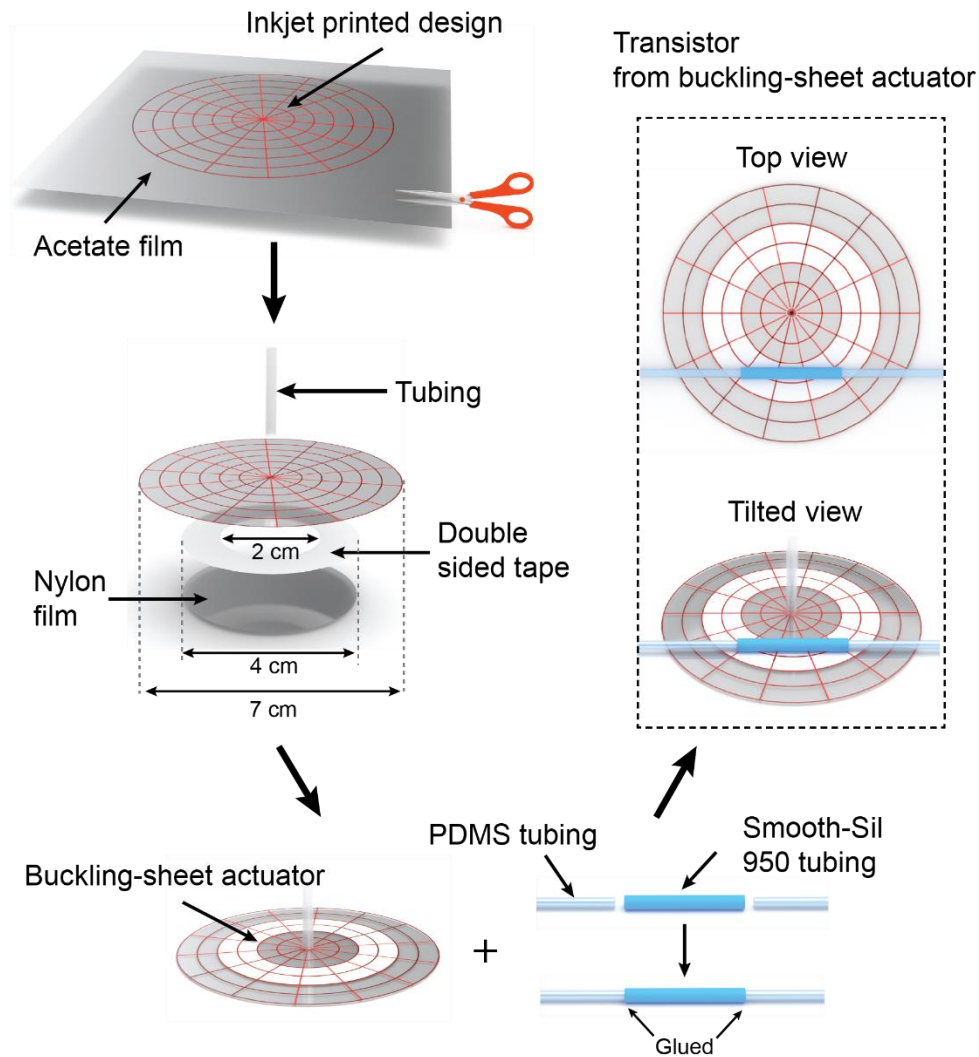 Inkjet printed design
Acetate film
Tubing
2 cm
Double
sided tape
Nylon
film
4 cm
7 cm
Buckling-sheet actuator
+
PDMS tubing
Smooth-Sil
950 tubing
Glued
Transistor
from buckling-sheet actuator
Top view
Tilted view